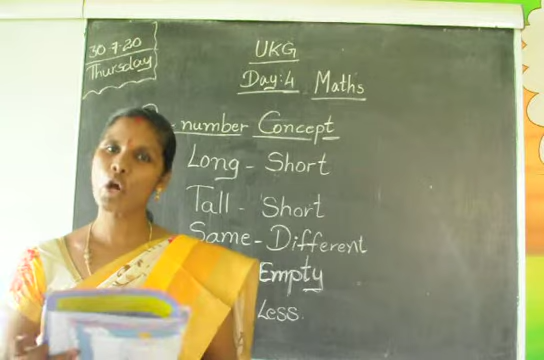 30.7.20
Thursday
UKG
Day:4 Maths
number Concept
Long - Short
Tall - Short
Same - Different
Empty
Less